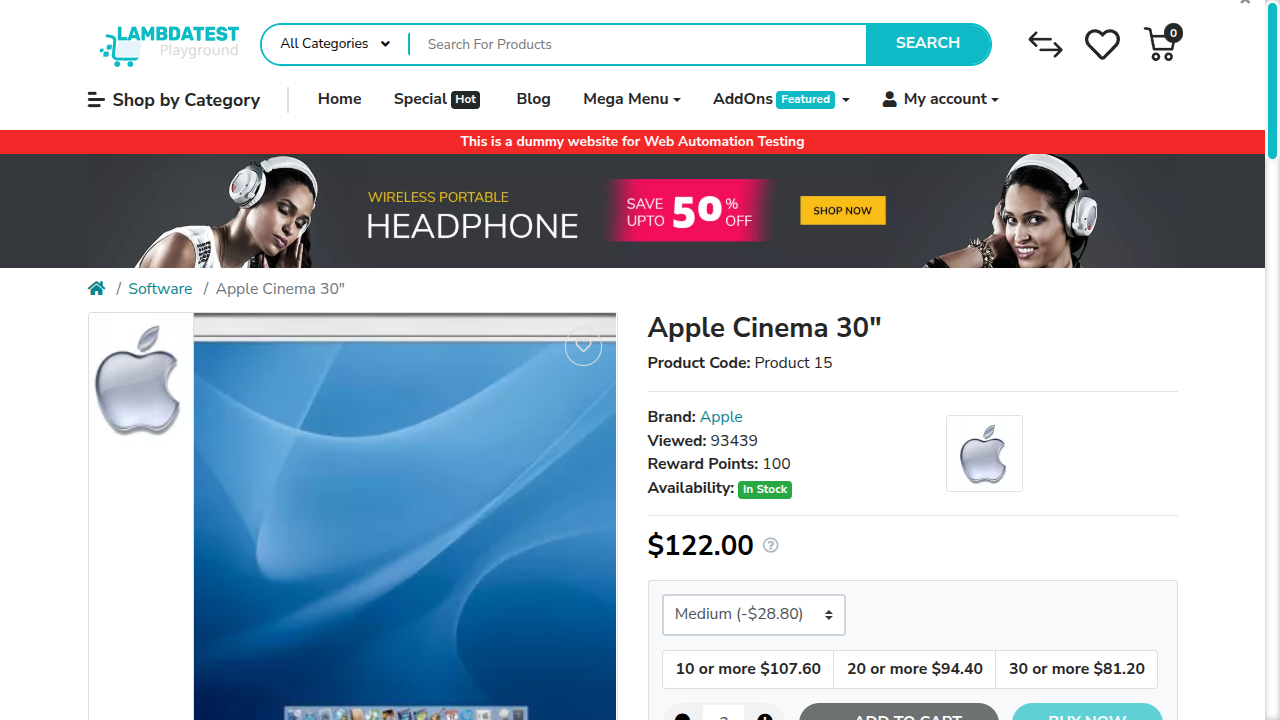 LAMBDATEST
Playground
All Categories
Search For Products
SEARCH
0
Shop by Category
Home
Special Hot
Blog
Mega Menu
AddOns Featured
My account
This is a dummy website for Web Automation Testing
WIRELESS PORTABLE
HEADPHONE
SAVE
UPTO
50
%
OFF
SHOP NOW
/ Software / Apple Cinema 30"
Apple Cinema 30"
Product Code: Product 15
Brand: Apple
Viewed: 93439
Reward Points: 100
Availability: In Stock
$122.00
Medium (-$28.80)
10 or more $107.60
20 or more $94.40
30 or more $81.20
ADD TO CART
BUY NOW